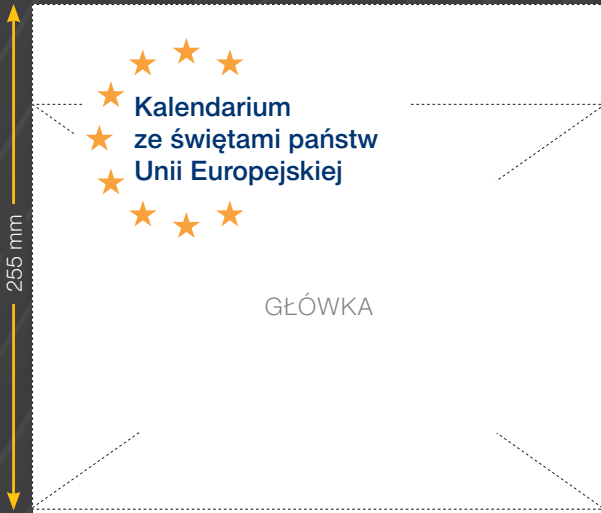 Kalendarium
ze świętami państw
Unii Europejskiej
255 mm
GŁÓWKA